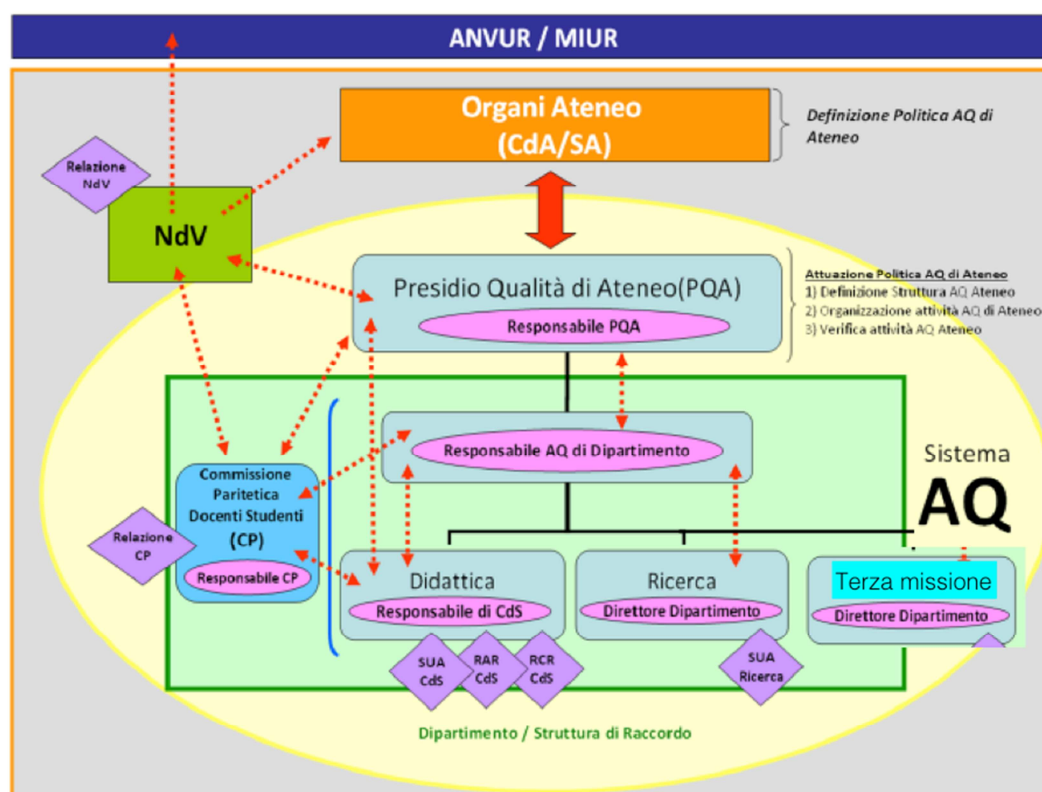 ANVUR / MIUR
Organi Ateneo
(CdA/SA)
Definizione Politica AQ di
Ateneo
Relazione
NdV
NdV
Presidio Qualità di Ateneo(PQA)
Responsabile PQA
Attuazione Politica AQ di Ateneo
1) Definizione Struttura AQ Ateneo
2) Organizzazione attività AQ di Ateneo
3) Verifica attività AQ Ateneo
Responsabile AQ di Dipartimento
Commissione
Paritetica
Docenti Studenti
(CP)
Responsabile CP
Relazione
CP
Sistema
AQ
Didattica
Responsabile di CdS
Ricerca
Direttore Dipartimento
Terza missione
Direttore Dipartimento
SUA
CdS
RAR
CdS
RCR
CdS
SUA
Ricerca
Dipartimento / Struttura di Raccordo